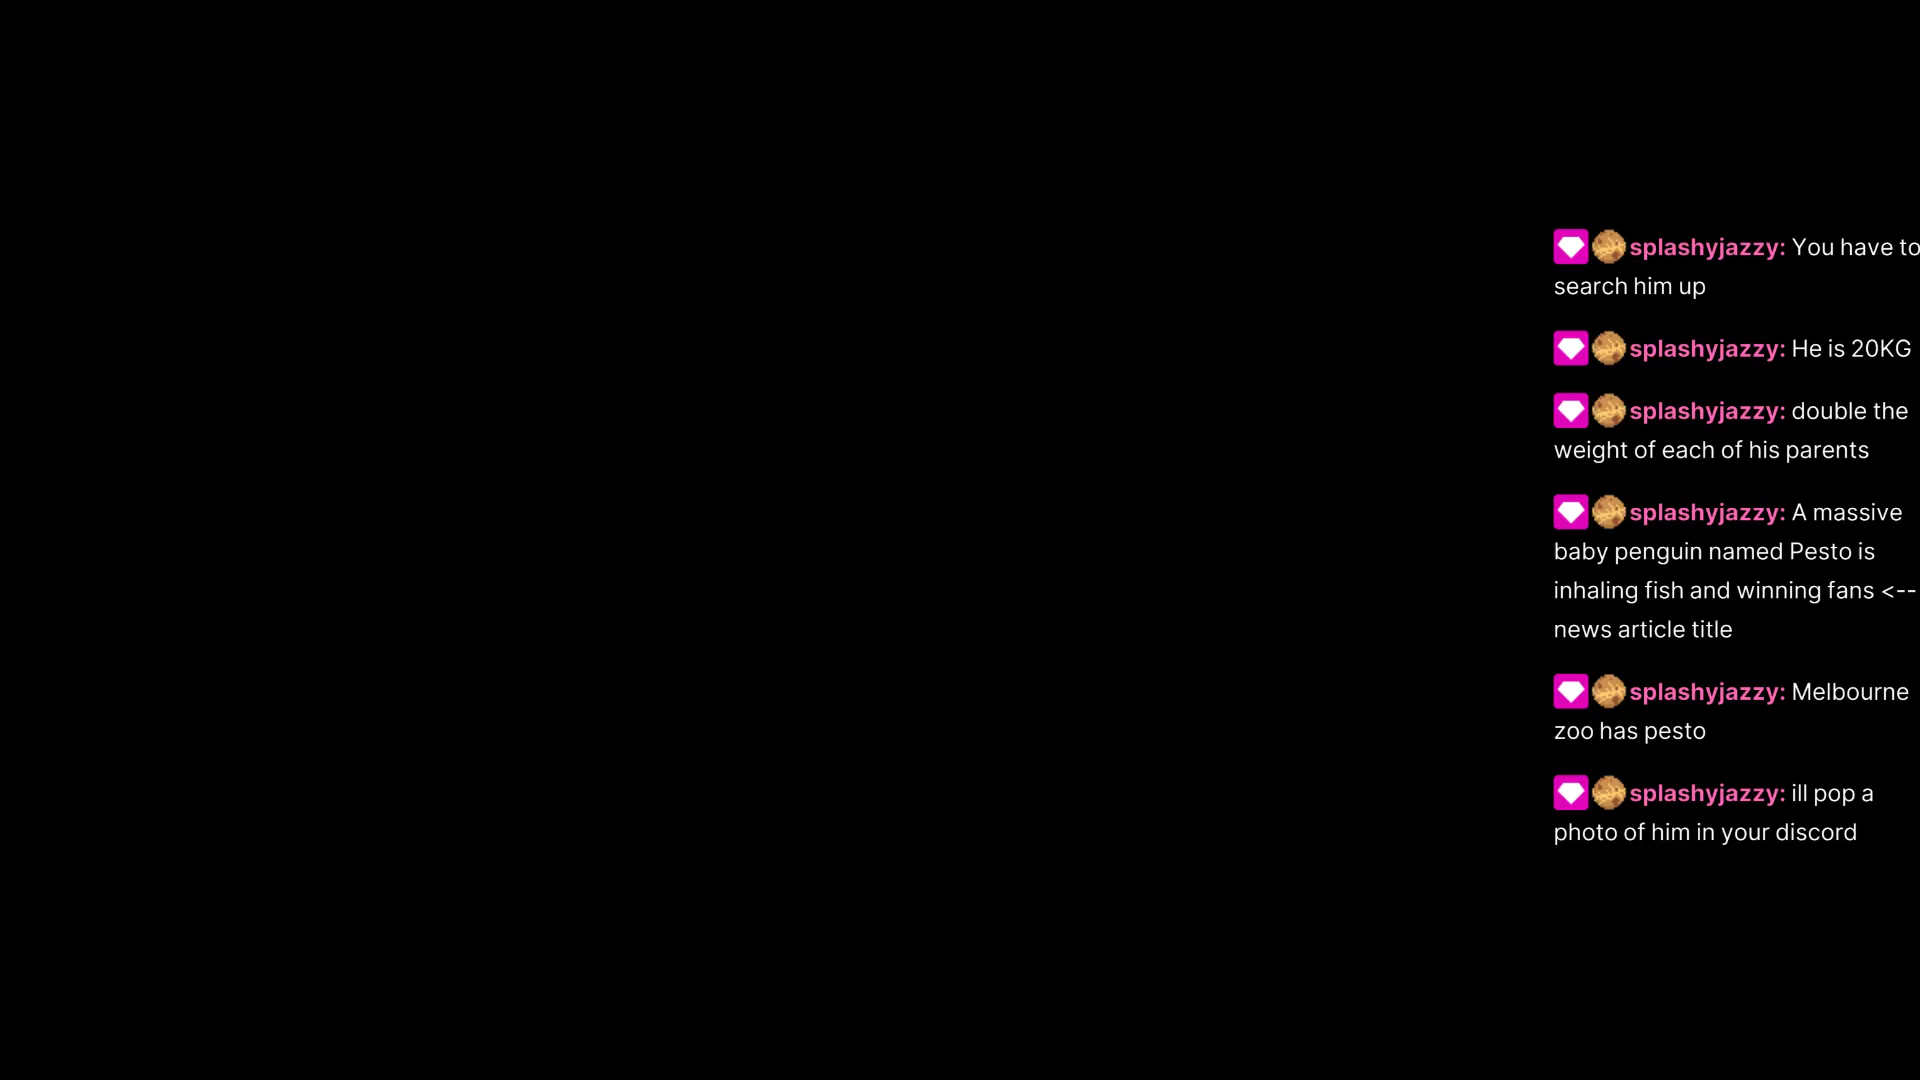 splashyjazzy: You have to
search him up
splashyjazzy: He is 20KG
splashyjazzy: double the
weight of each of his parents
splashyjazzy: A massive
baby penguin named Pesto is
inhaling fish and winning fans <--
news article title
splashyjazzy: Melbourne
zoo has pesto
splashyjazzy: ill pop a
photo of him in your discord